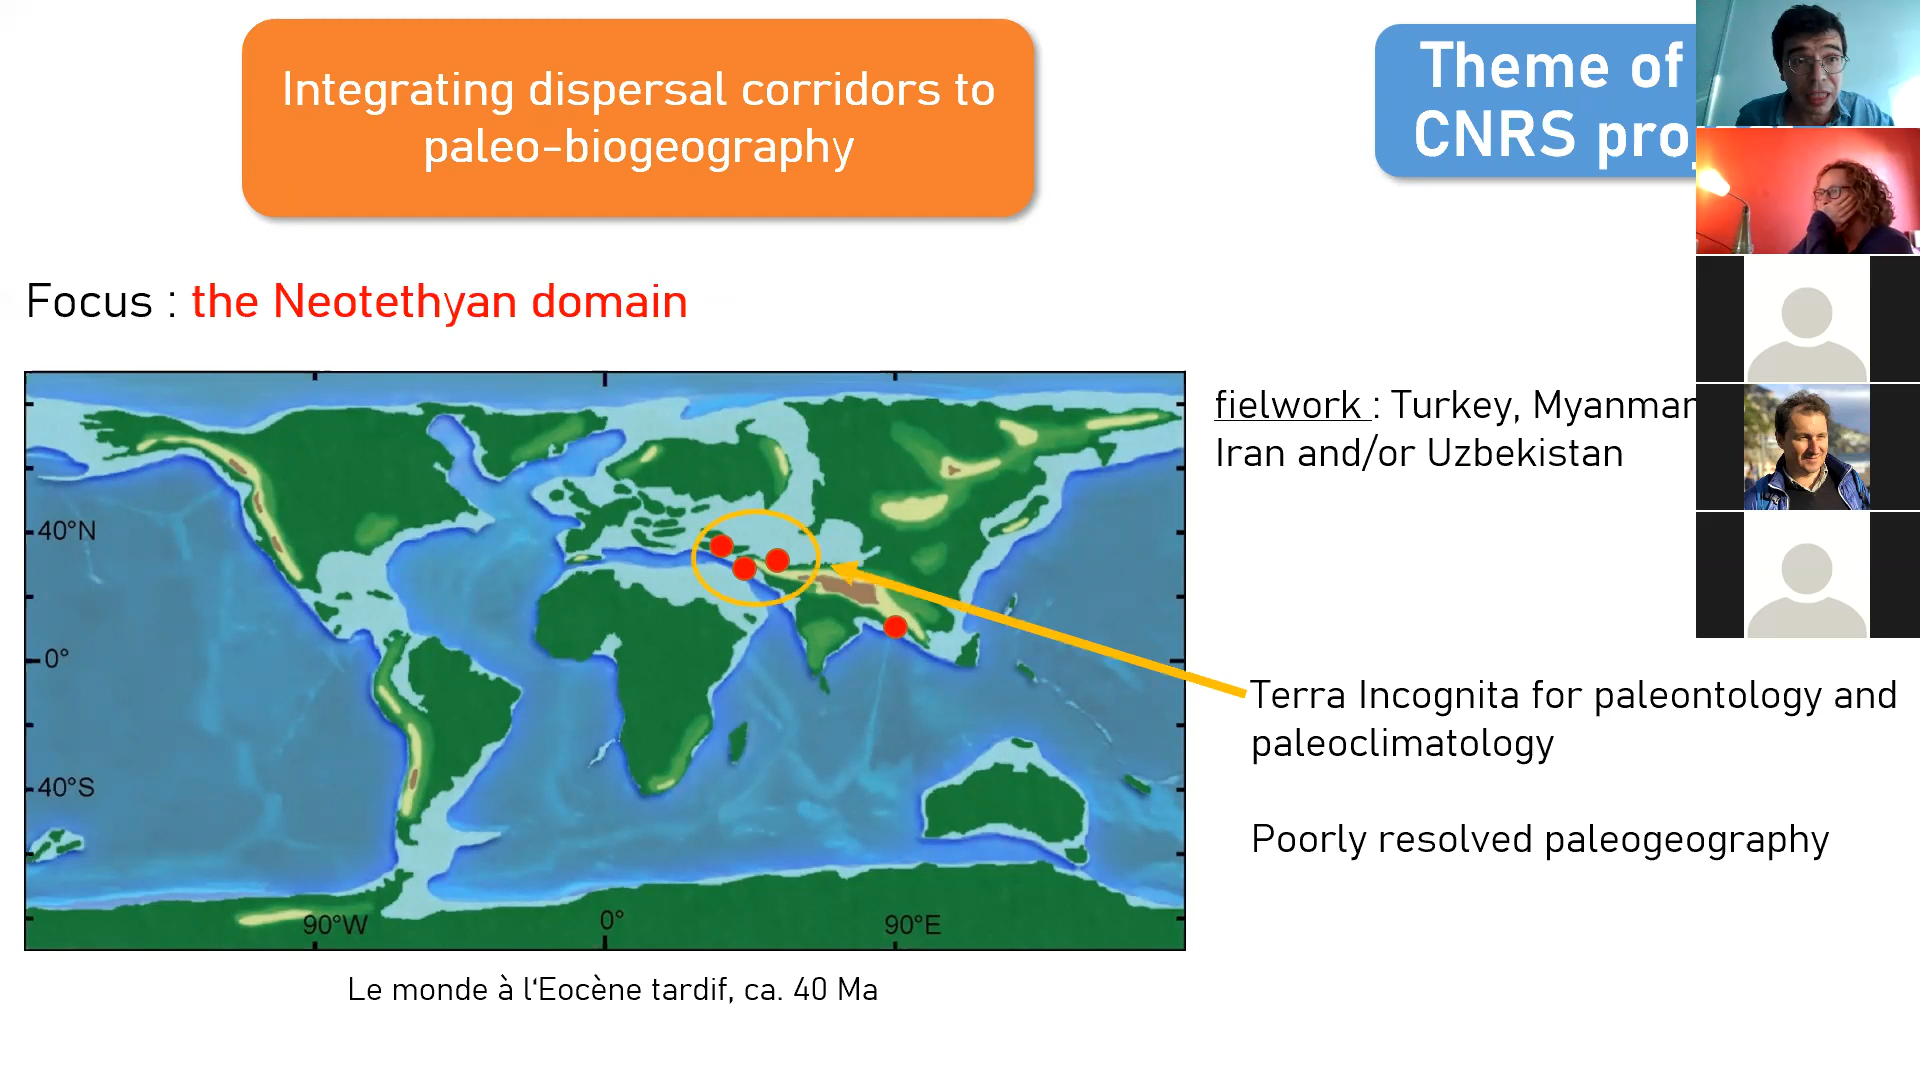 Integrating dispersal corridors to
paleo-biogeography
Theme of
CNRS
Focus : the Neotethyan domain
fielwork : Turkey, Myanmar
Iran and/or Uzbekistan
40°N
0°
40°S
90°W
0°
90°E
Terra Incognita for paleontology and
paleoclimatology
Poorly resolved paleogeography
Le monde à l‘Eocène tardif, ca. 40 Ma